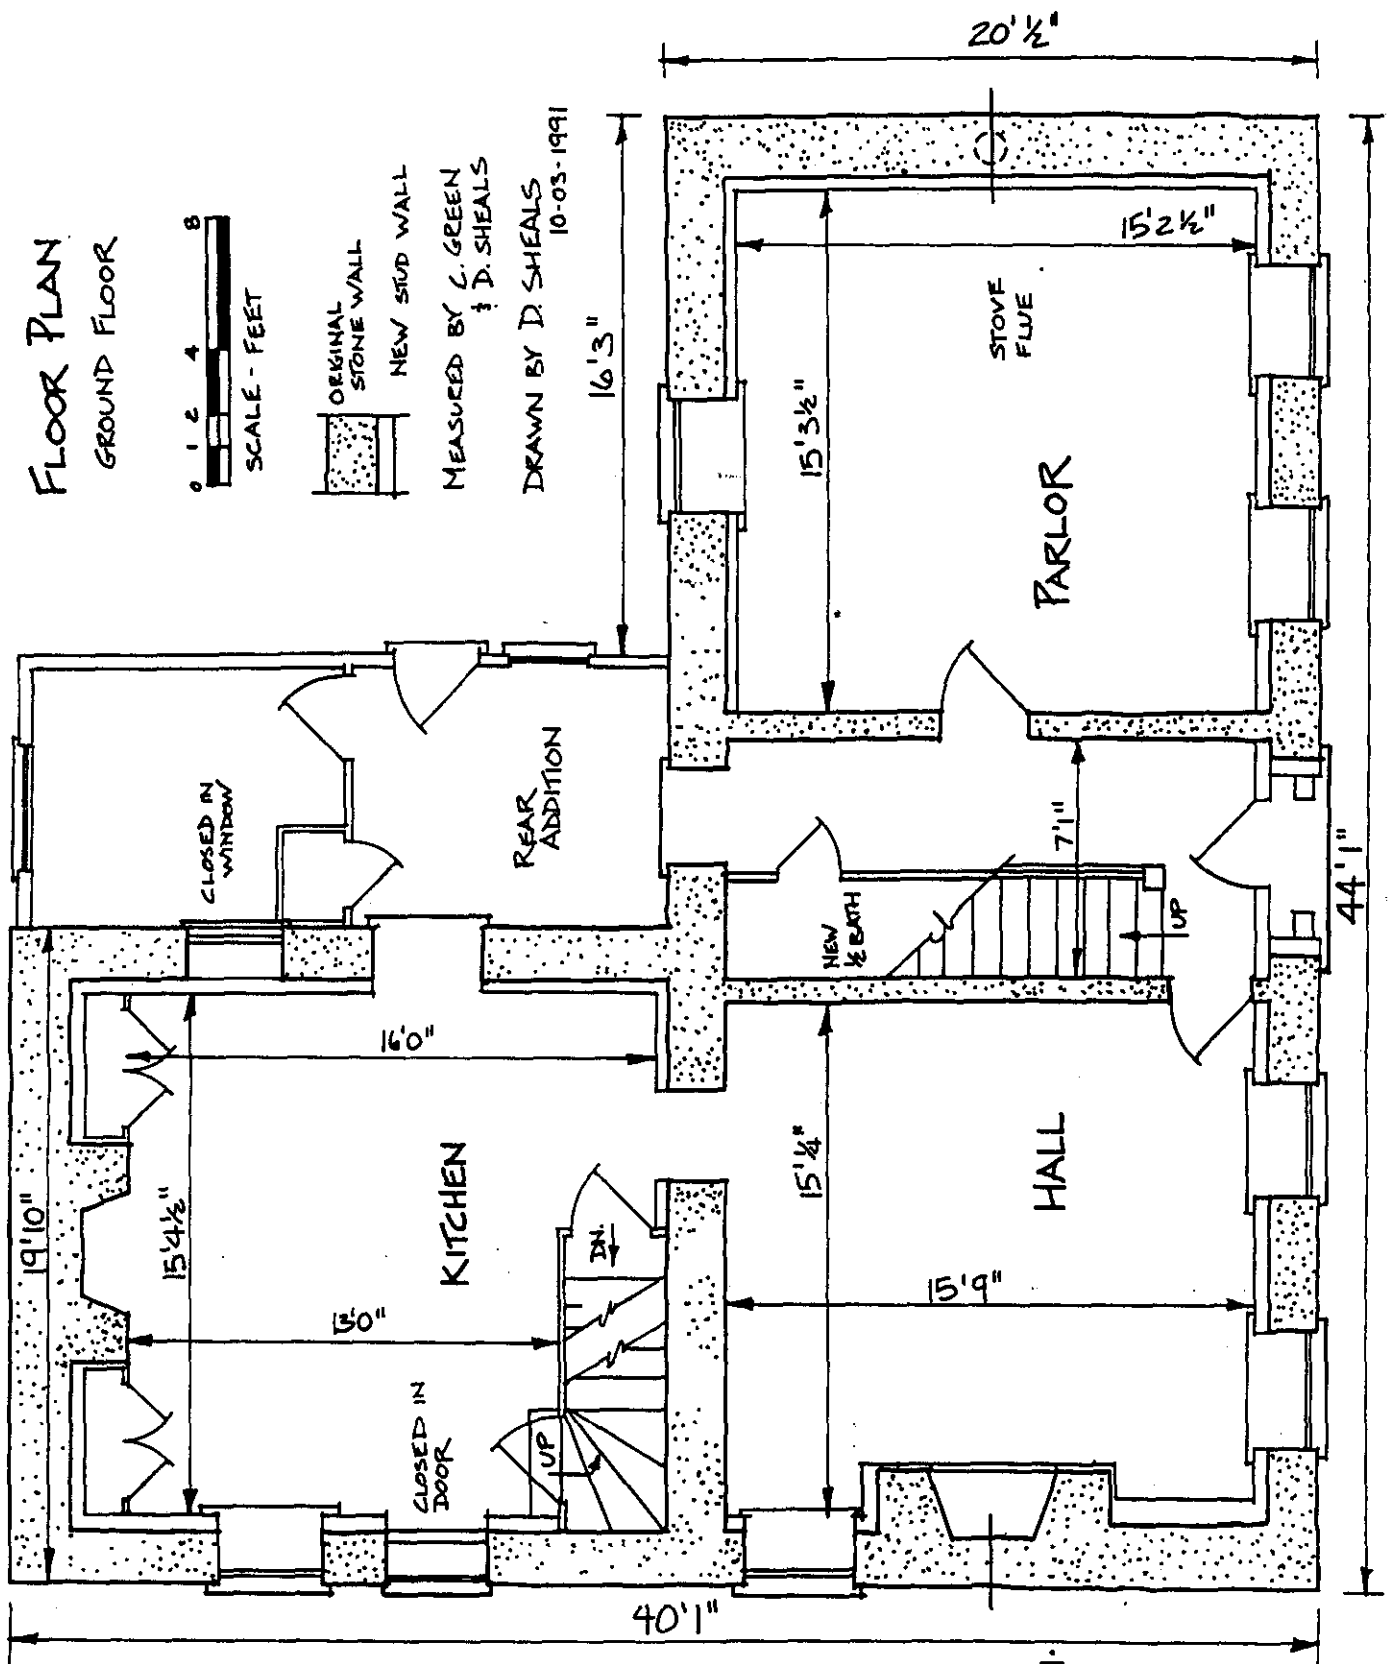 FLOOR PLAN
GROUND FLOOR
0 1 2 4 8
SCALE - FEET
ORIGINAL
STONE WALL
NEW STUD WALL
MEASURED BY C. GREEN
& D. SHEALS
DRAWN BY D. SHEALS
10-03-1991
20'½"
16'3"
15'2½"
STOVE
FLUE
15'3½"
PARLOR
CLOSED IN
WINDOW
REAR
ADDITION
7'1"
44'1"
NEW
½ BATH
UP
16'0"
19'10"
15'4½"
KITCHEN
DN.
13'0"
CLOSED IN
DOOR
UP
15'¼"
HALL
15'9"
40'1"